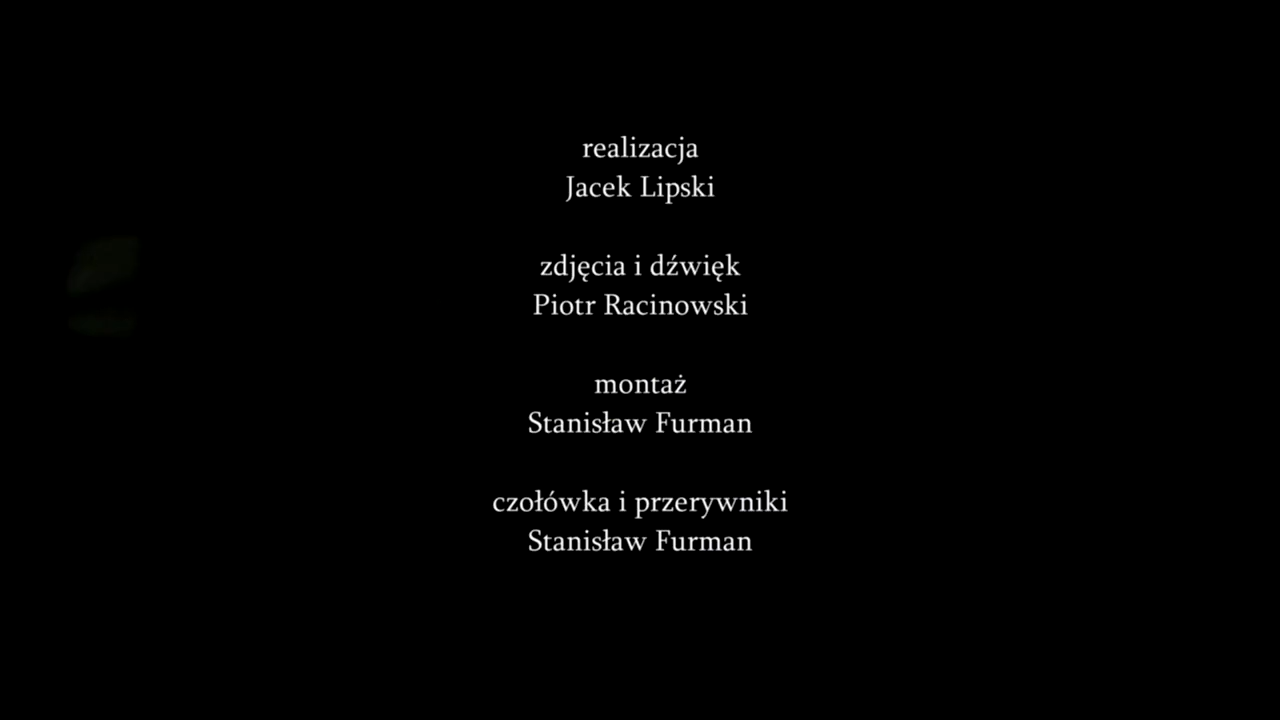 realizacja
Jacek Lipski
zdjęcia i dźwięk
Piotr Racinowski
montaż
Stanisław Furman
czołówka i przerywniki
Stanisław Furman